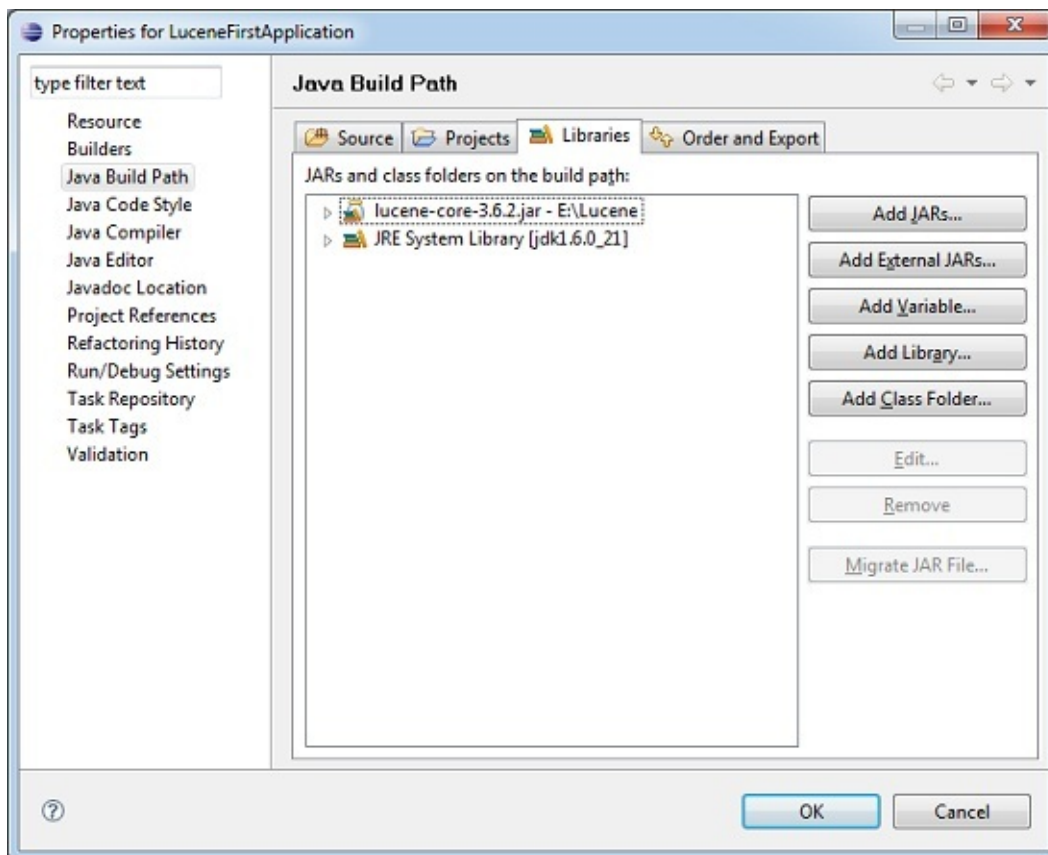 Properties for LuceneFirstApplication
type filter text
Resource
Builders
Java Build Path
Java Code Style
Java Compiler
Java Editor
Javadoc Location
Project References
Refactoring History
Run/Debug Settings
Task Repository
Task Tags
Validation
Java Build Path
Source Projects Libraries Order and Export
JARs and class folders on the build path:
lucene-core-3.6.2.jar - E:\Lucene
JRE System Library [jdk1.6.0_21]
Add JARs...
Add External JARs...
Add Variable...
Add Library...
Add Class Folder...
Edit...
Remove
Migrate JAR File...
OK Cancel